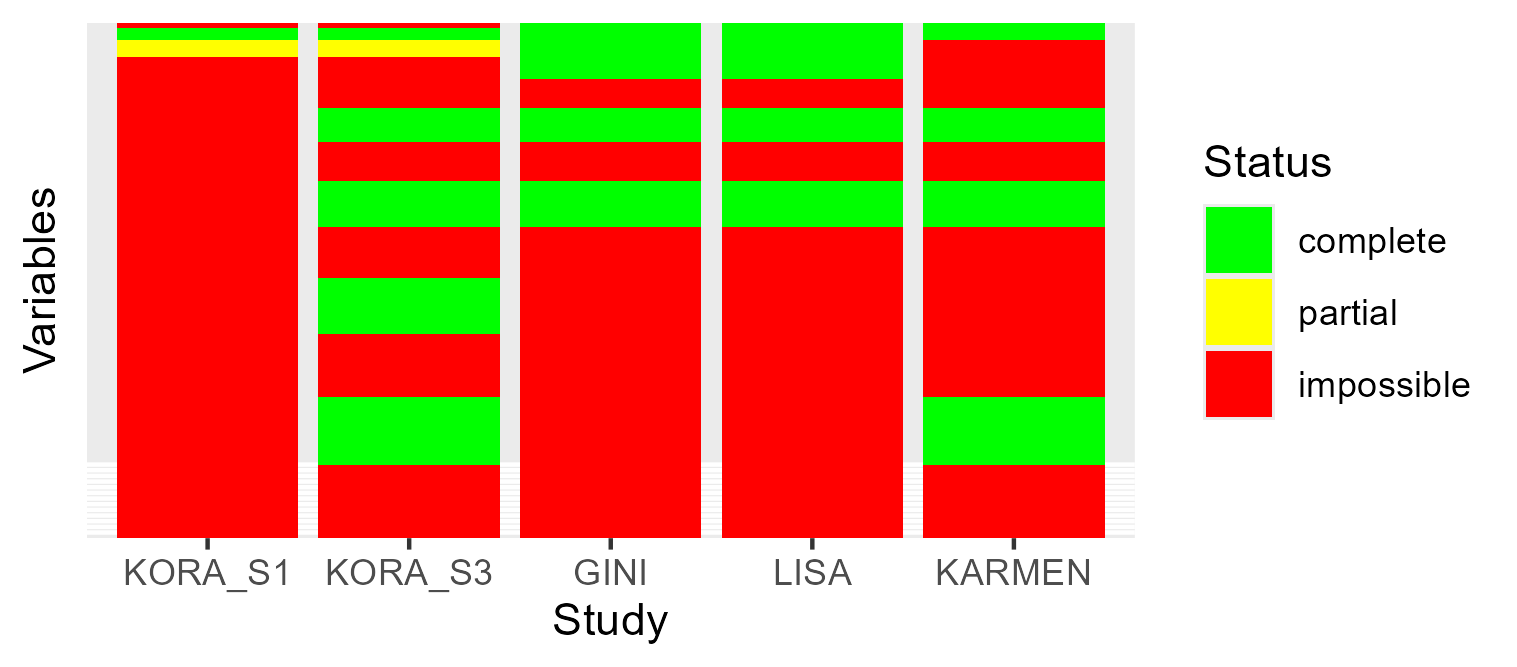 Variables
KORA_S1
KORA_S3
GINI
LISA
KARMEN
Study
Status
complete
partial
impossible